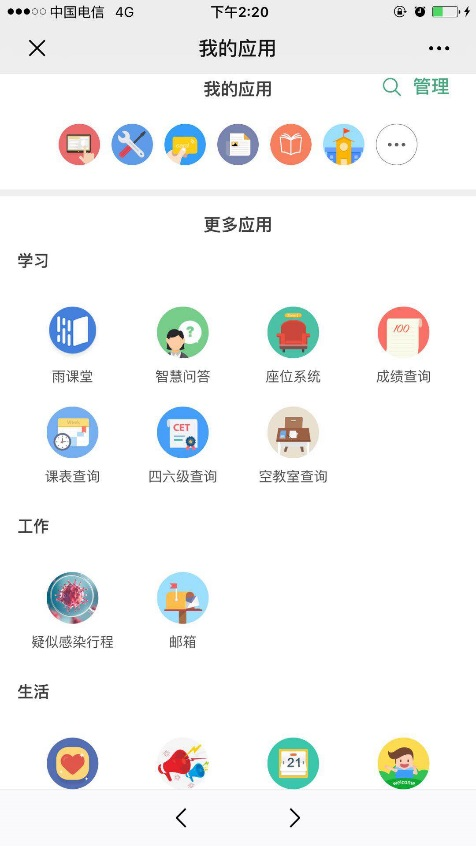 中国电信 4G 下午2:20
我的应用
我的应用 管理
更多应用
学习
雨课堂 智慧问答 座位系统 成绩查询
课表查询 四六级查询 空教室查询
工作
疑似感染行程 邮箱
生活
100
CET
21